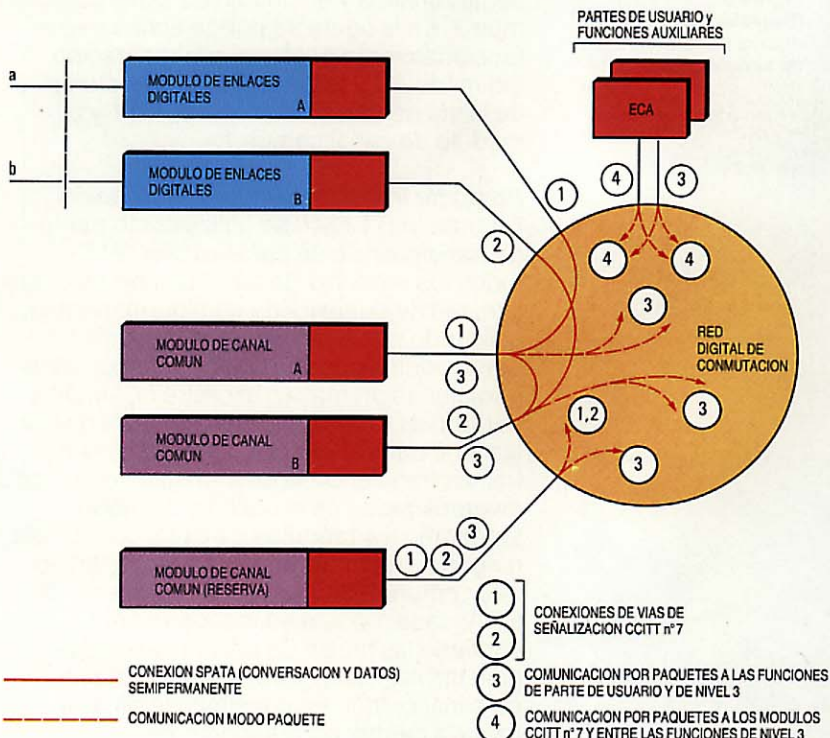 PARTES DE USUARIO y
FUNCIONES AUXILIARES
a
MODULO DE ENLACES
DIGITALES
A
ECA
b
MODULO DE ENLACES
DIGITALES
B
1
2
4
3
4
4
3
RED
DIGITAL DE
CONMUTACION
MODULO DE CANAL
COMUN
A
1
3
MODULO DE CANAL
COMUN
B
2
3
1,2
3
3
MODULO DE CANAL
COMUN (RESERVA)
1
2
3
1
2
CONEXIONES DE VIAS DE
SEÑALIZACION CCITT nº 7
CONEXION SPATA (CONVERSACION Y DATOS)
SEMIPERMANENTE
3
COMUNICACION POR PAQUETES A LAS FUNCIONES
DE PARTE DE USUARIO Y DE NIVEL 3
COMUNICACION MODO PAQUETE
4
COMUNICACION POR PAQUETES A LOS MODULOS
CCITT nº 7 Y ENTRE LAS FUNCIONES DE NIVEL 3